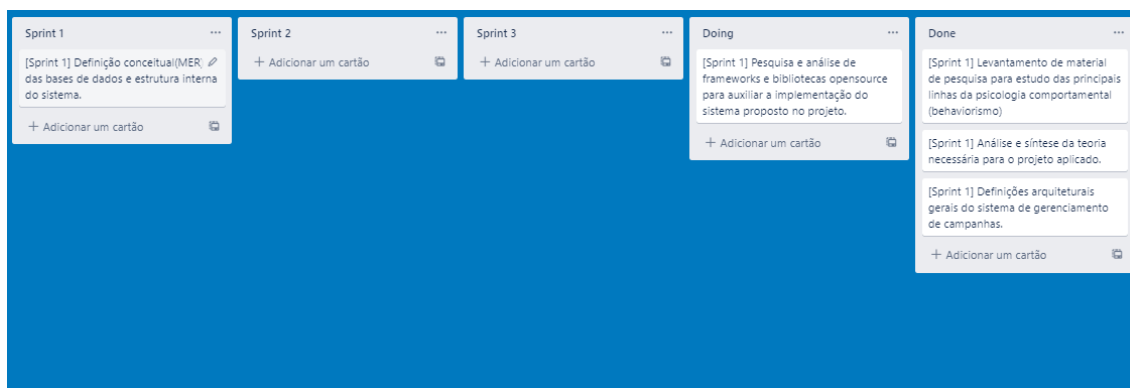 Sprint 1
[Sprint 1] Definição conceitual(MER)
das bases de dados e estrutura interna
do sistema.
+ Adicionar um cartão
Sprint 2
+ Adicionar um cartão
Sprint 3
+ Adicionar um cartão
Doing
[Sprint 1] Pesquisa e análise de
frameworks e bibliotecas opensource
para auxiliar a implementação do
sistema proposto no projeto.
+ Adicionar um cartão
Done
[Sprint 1] Levantamento de material
de pesquisa para estudo das principais
linhas da psicologia comportamental
(behaviorismo)
[Sprint 1] Análise e síntese da teoria
necessária para o projeto aplicado.
[Sprint 1] Definições arquiteturais
gerais do sistema de gerenciamento
de campanhas.
+ Adicionar um cartão